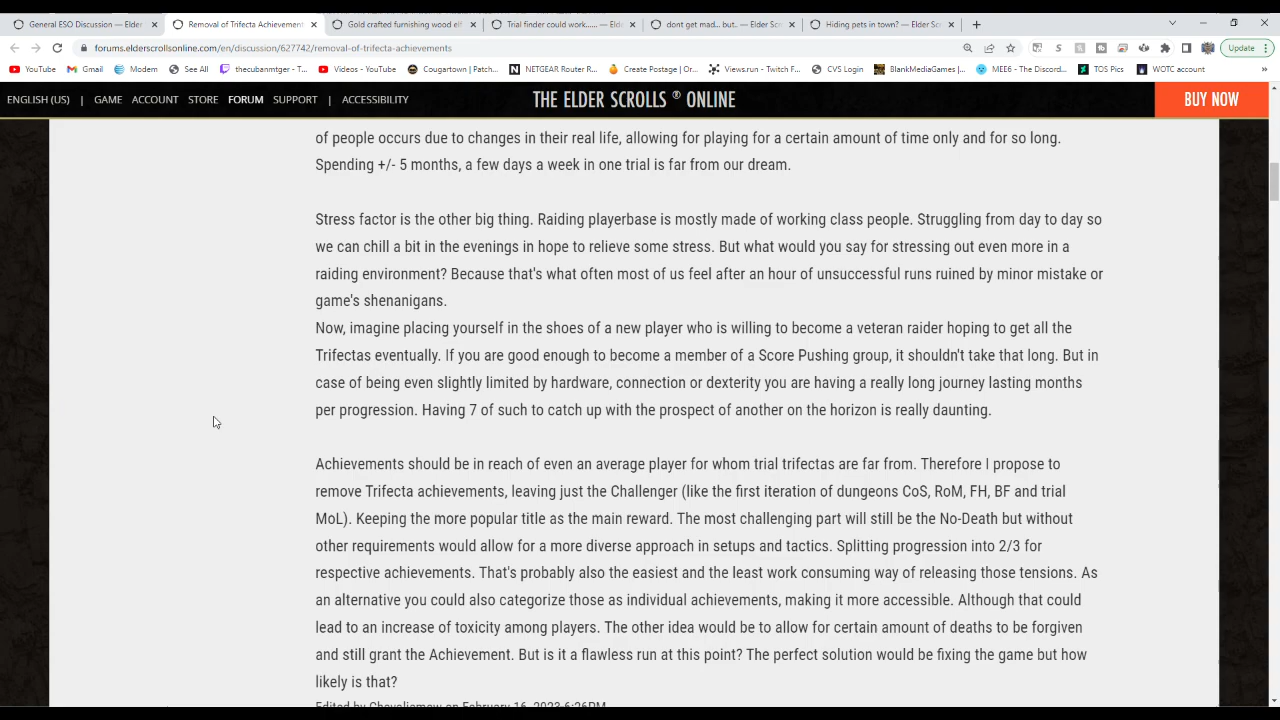 General ESO Discussion — Elder
Removal of Trifecta Achievement
Gold crafted furnishing wood elf
Trial finder could work...... — Elde
dont get mad... but.. — Elder Scr
Hiding pets in town? — Elder Scr
forums.elderscrollsonline.com/en/discussion/627742/removal-of-trifecta-achievements
Update
YouTube
Gmail
Modem
See All
thecubanmtger - T...
Videos - YouTube
Cougartown | Patch...
NETGEAR Router R...
Create Postage | Or...
Views.run - Twitch F...
CVS Login
BlankMediaGames |...
MEE6 - The Discord...
TOS Pics
WOTC account
»
ENGLISH (US) | GAME ACCOUNT STORE FORUM SUPPORT | ACCESSIBILITY
THE ELDER SCROLLS ® ONLINE
BUY NOW
of people occurs due to changes in their real life, allowing for playing for a certain amount of time only and for so long.
Spending +/- 5 months, a few days a week in one trial is far from our dream.
Stress factor is the other big thing. Raiding playerbase is mostly made of working class people. Struggling from day to day so
we can chill a bit in the evenings in hope to relieve some stress. But what would you say for stressing out even more in a
raiding environment? Because that's what often most of us feel after an hour of unsuccessful runs ruined by minor mistake or
game's shenanigans.
Now, imagine placing yourself in the shoes of a new player who is willing to become a veteran raider hoping to get all the
Trifectas eventually. If you are good enough to become a member of a Score Pushing group, it shouldn't take that long. But in
case of being even slightly limited by hardware, connection or dexterity you are having a really long journey lasting months
per progression. Having 7 of such to catch up with the prospect of another on the horizon is really daunting.
Achievements should be in reach of even an average player for whom trial trifectas are far from. Therefore I propose to
remove Trifecta achievements, leaving just the Challenger (like the first iteration of dungeons CoS, RoM, FH, BF and trial
MoL). Keeping the more popular title as the main reward. The most challenging part will still be the No-Death but without
other requirements would allow for a more diverse approach in setups and tactics. Splitting progression into 2/3 for
respective achievements. That's probably also the easiest and the least work consuming way of releasing those tensions. As
an alternative you could also categorize those as individual achievements, making it more accessible. Although that could
lead to an increase of toxicity among players. The other idea would be to allow for certain amount of deaths to be forgiven
and still grant the Achievement. But is it a flawless run at this point? The perfect solution would be fixing the game but how
likely is that?
Edited by Chevaliemew on February 16, 2023 6:26PM